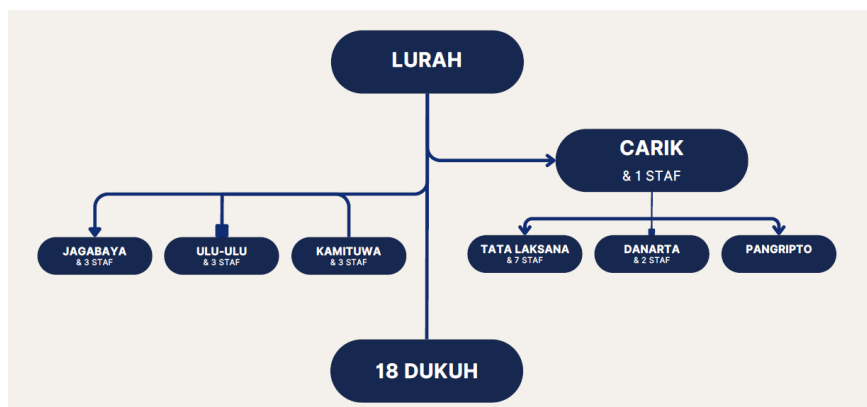 LURAH
CARIK
& 1 STAF
JAGABAYA
& 3 STAF
ULU-ULU
& 3 STAF
KAMITUWA
& 3 STAF
TATA LAKSANA
& 7 STAF
DANARTA
& 2 STAF
PANGRIPTO
18 DUKUH